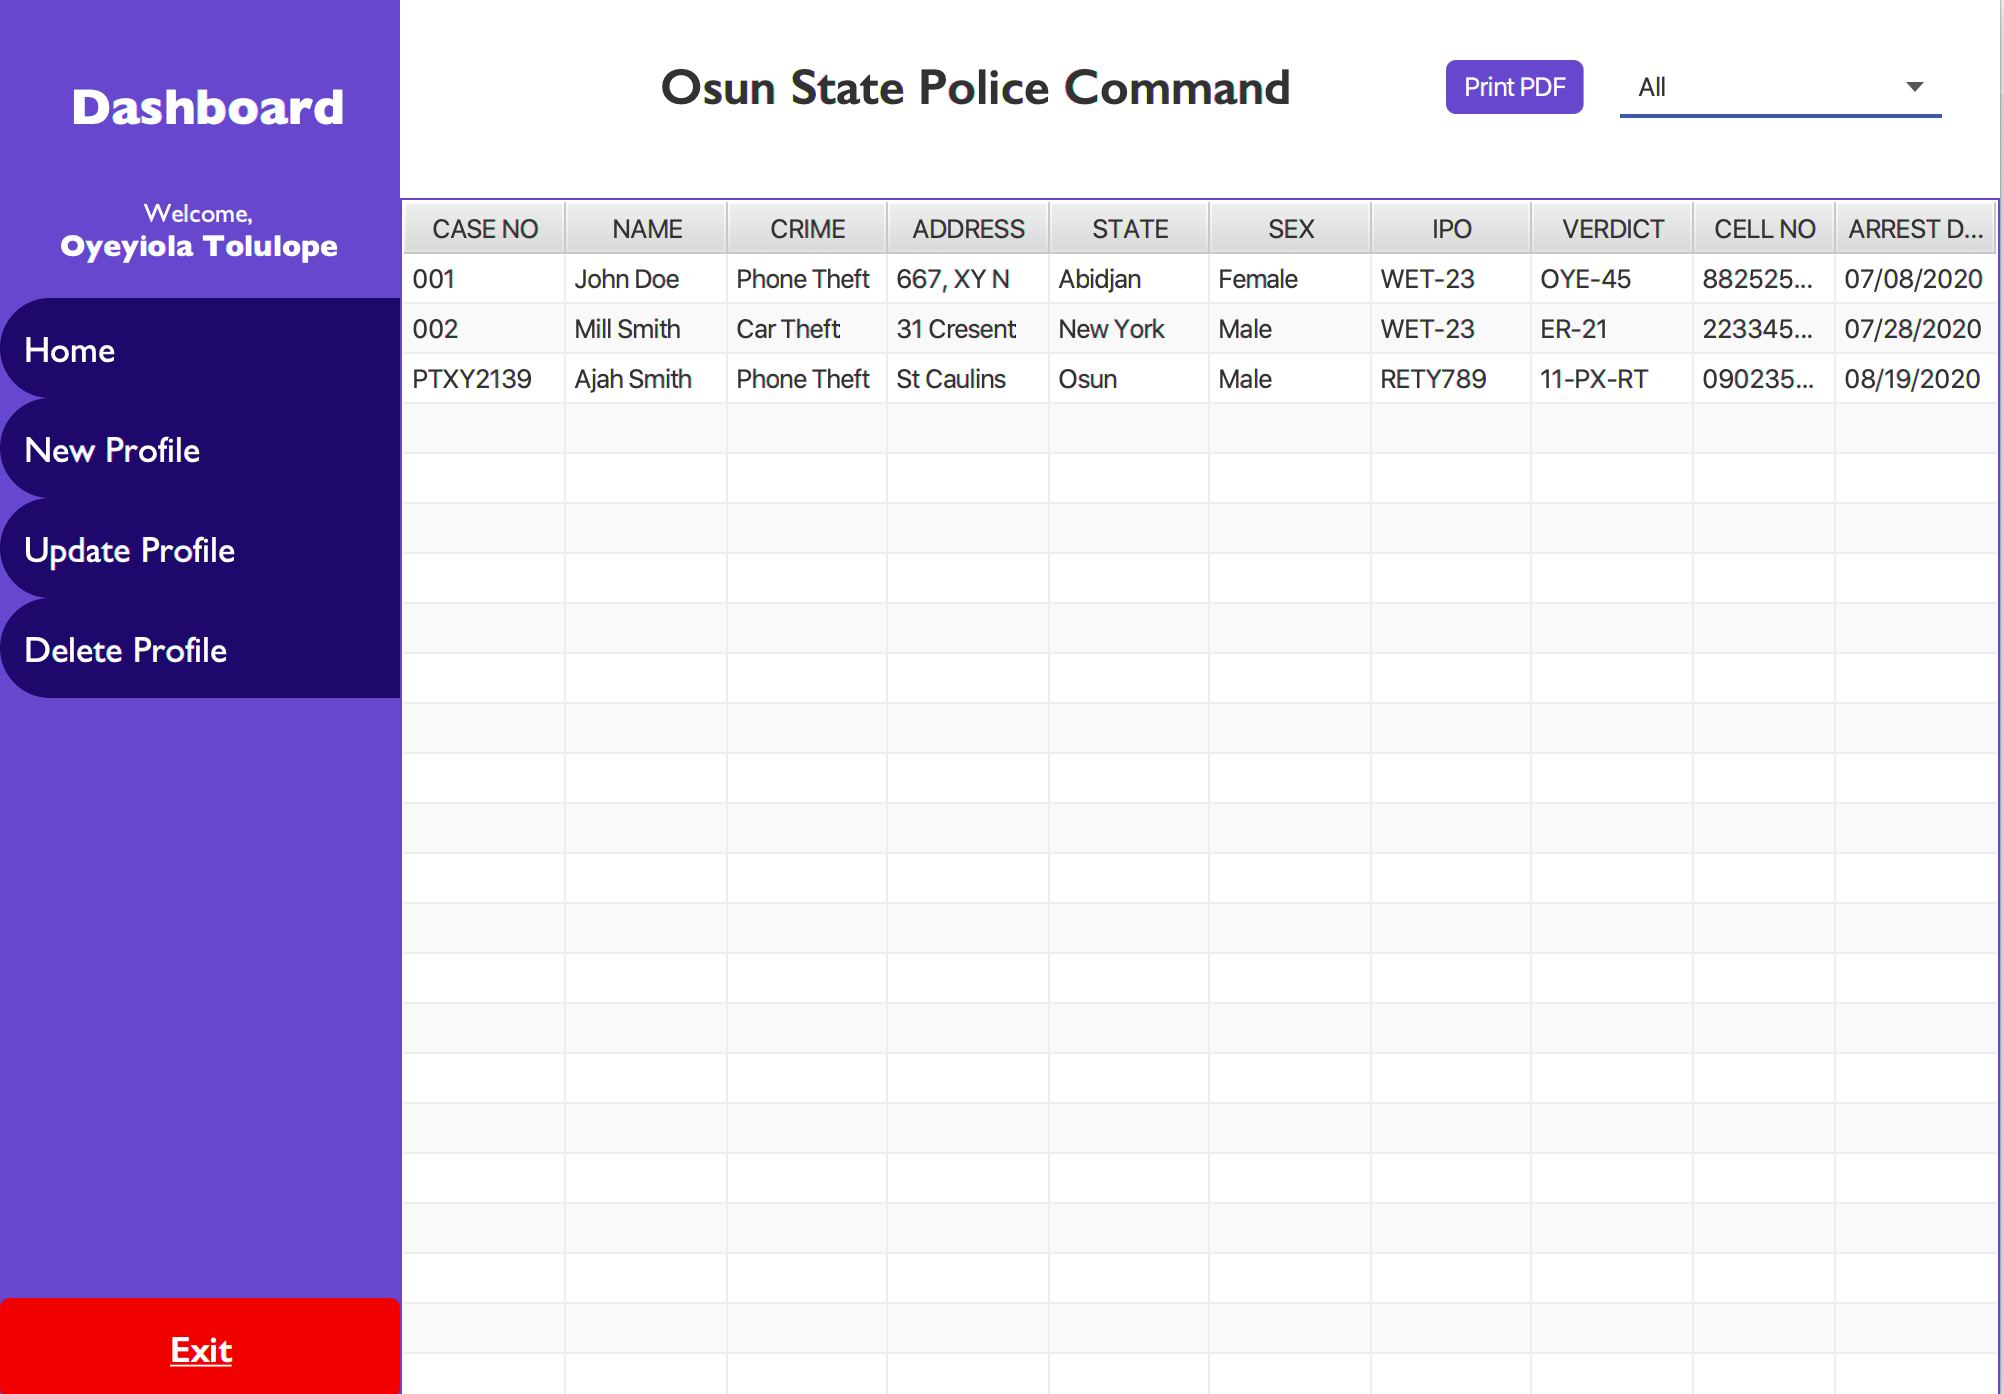 Dashboard
Welcome,
Oyeyiola Tolulope
Home
New Profile
Update Profile
Delete Profile
Exit
Osun State Police Command
Print PDF
All
CASE NO NAME CRIME ADDRESS STATE SEX IPO VERDICT CELL NO ARREST D...
001 John Doe Phone Theft 667, XY N Abidjan Female WET-23 OYE-45 882525... 07/08/2020
002 Mill Smith Car Theft 31 Cresent New York Male WET-23 ER-21 223345... 07/28/2020
PTXY2139 Ajah Smith Phone Theft St Caulins Osun Male RETY789 11-PX-RT 090235... 08/19/2020